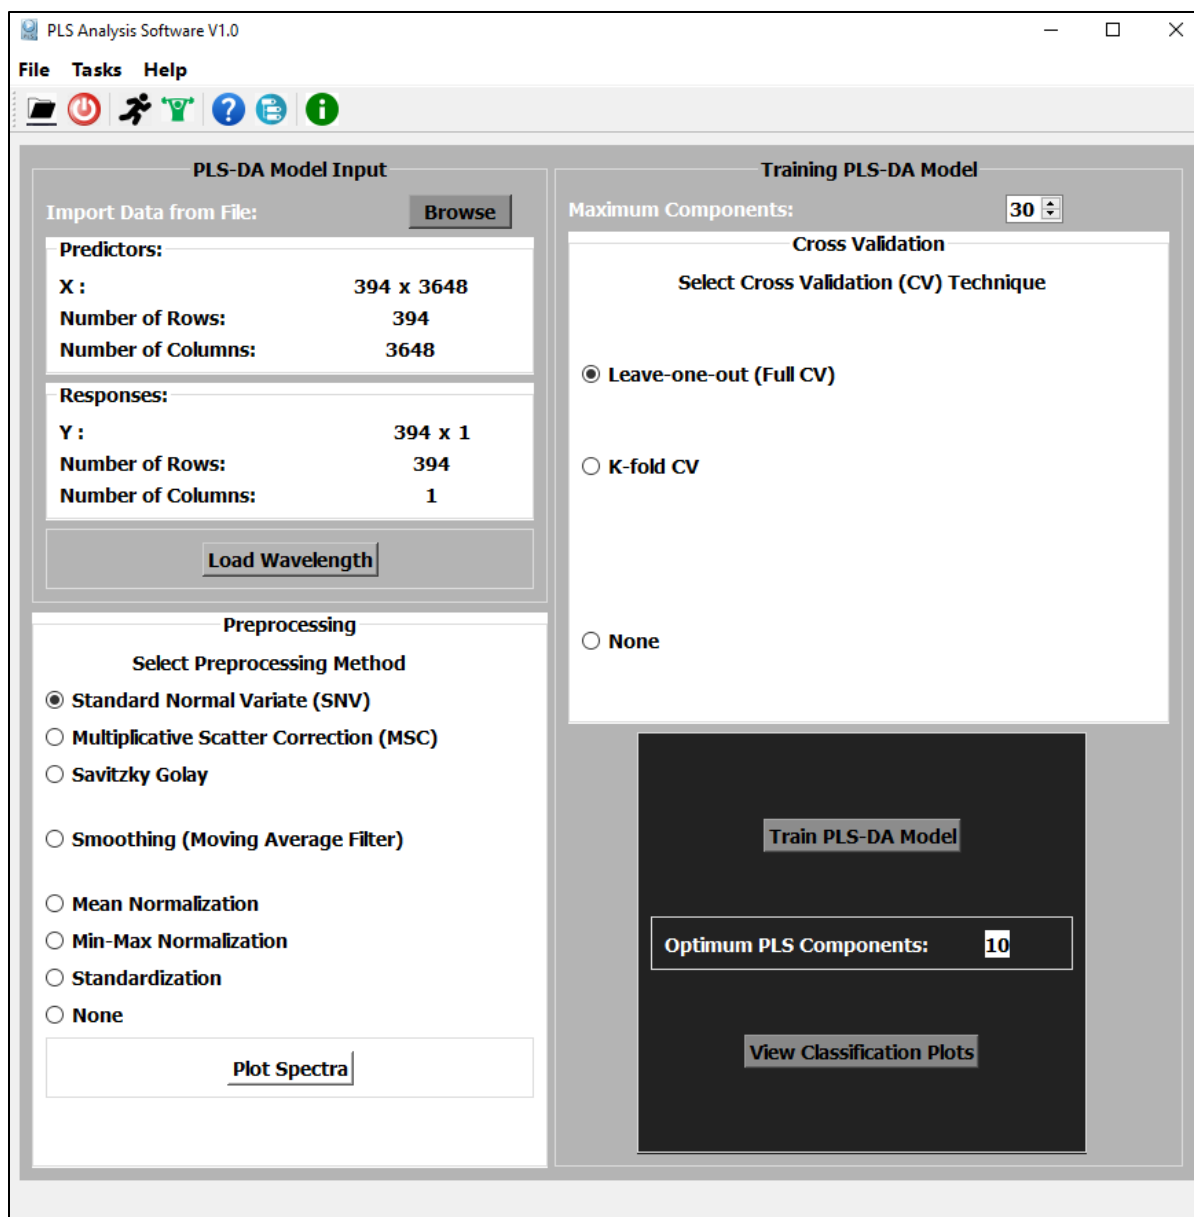 PLS Analysis Software V1.0
File Tasks Help
PLS-DA Model Input
Import Data from File: Browse
Predictors:
X : 394 x 3648
Number of Rows: 394
Number of Columns: 3648
Responses:
Y : 394 x 1
Number of Rows: 394
Number of Columns: 1
Load Wavelength
Preprocessing
Select Preprocessing Method
Standard Normal Variate (SNV)
Multiplicative Scatter Correction (MSC)
Savitzky Golay
Smoothing (Moving Average Filter)
Mean Normalization
Min-Max Normalization
Standardization
None
Plot Spectra
Training PLS-DA Model
Maximum Components: 30
Cross Validation
Select Cross Validation (CV) Technique
Leave-one-out (Full CV)
K-fold CV
None
Train PLS-DA Model
Optimum PLS Components: 10
View Classification Plots